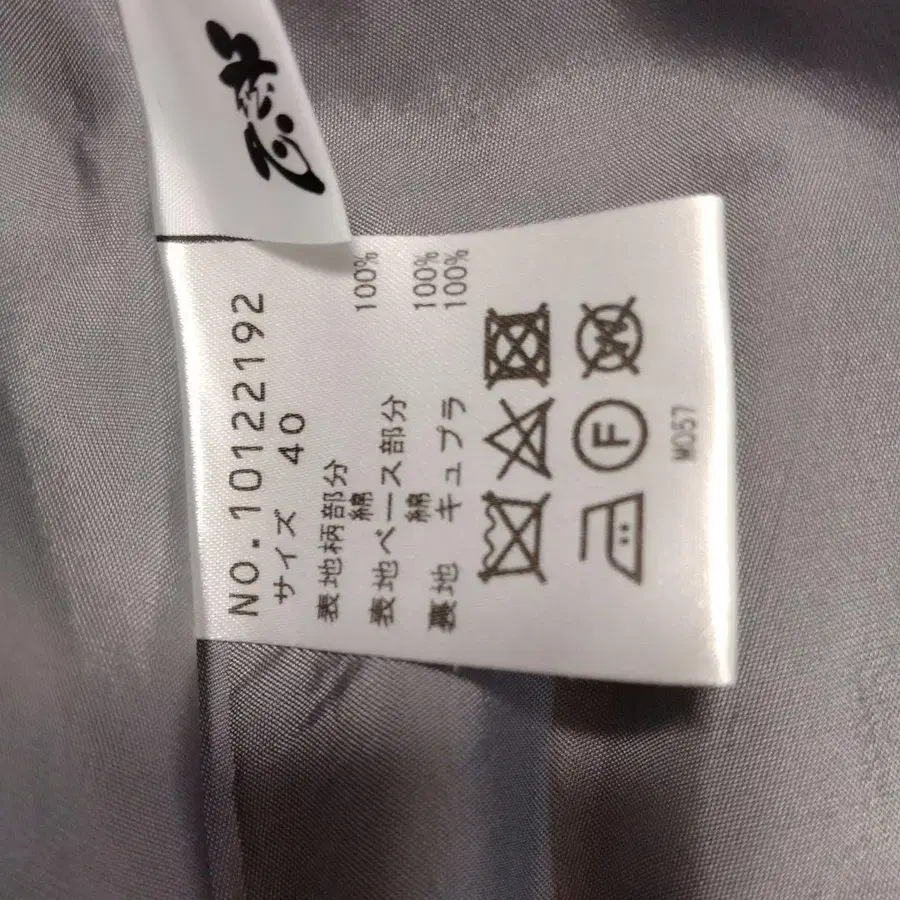 NO.10122192
サイズ 40
表地柄部分
綿 100%
表地ベース部分
綿 100%
裏地 キュプラ 100%
F
W
M057